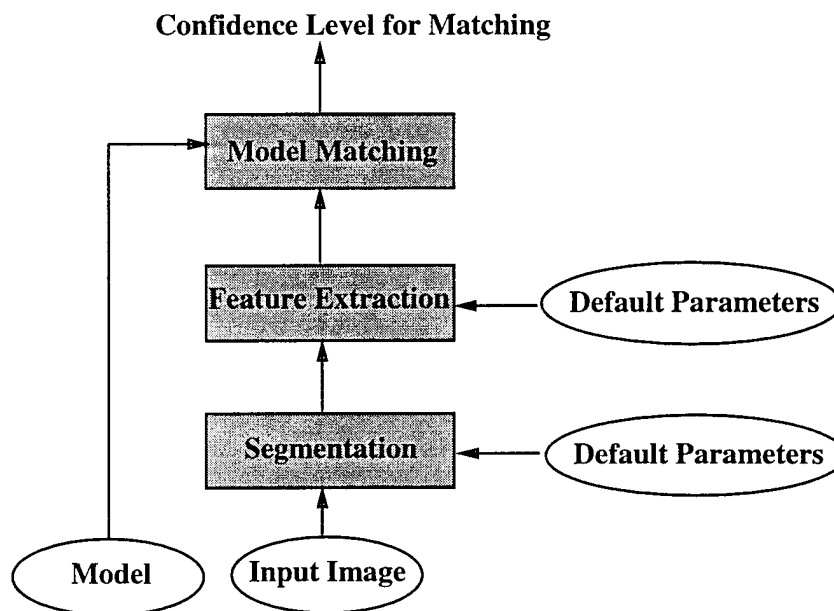 Confidence Level for Matching
Model Matching
Feature Extraction
Default Parameters
Segmentation
Default Parameters
Model
Input Image